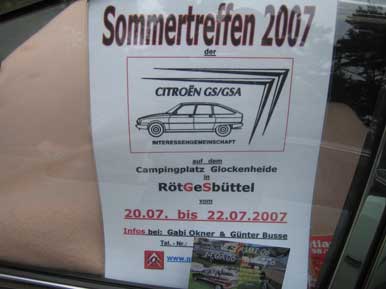 Sommertreffen 2007
der
CITROËN GS/GSA
INTERESSENGEMEINSCHAFT
auf dem
Campingplatz Glockenheide
in
RötGeSbüttel
vom
20.07. bis 22.07.2007
Infos bei: Gabi Okner & Günter Busse
Tel. - Nr.:
www.